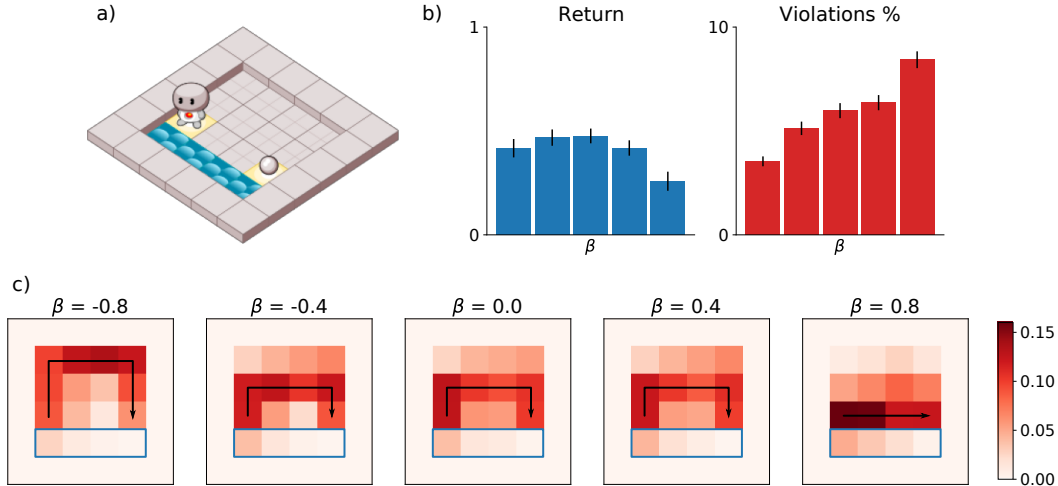 a)
b)
Return
Violations %
1
0
β
10
0
β
c)
β = -0.8
β = -0.4
β = 0.0
β = 0.4
β = 0.8
0.15
0.10
0.05
0.00